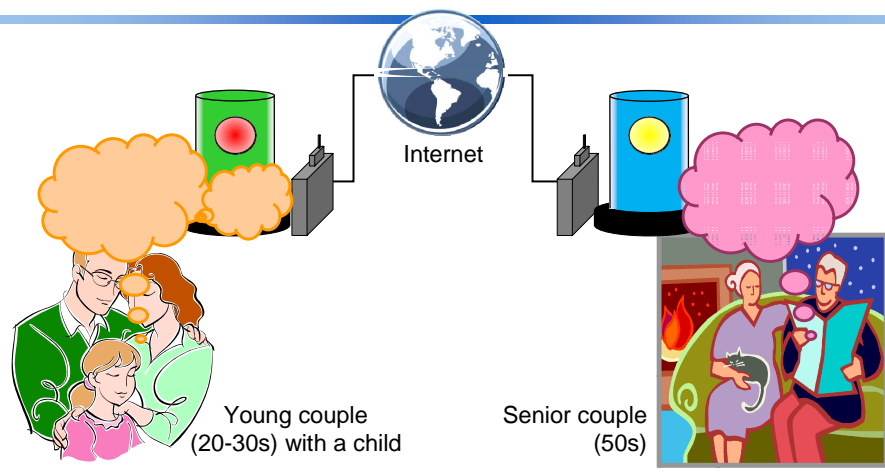 Internet
Young couple
(20-30s) with a child
Senior couple
(50s)